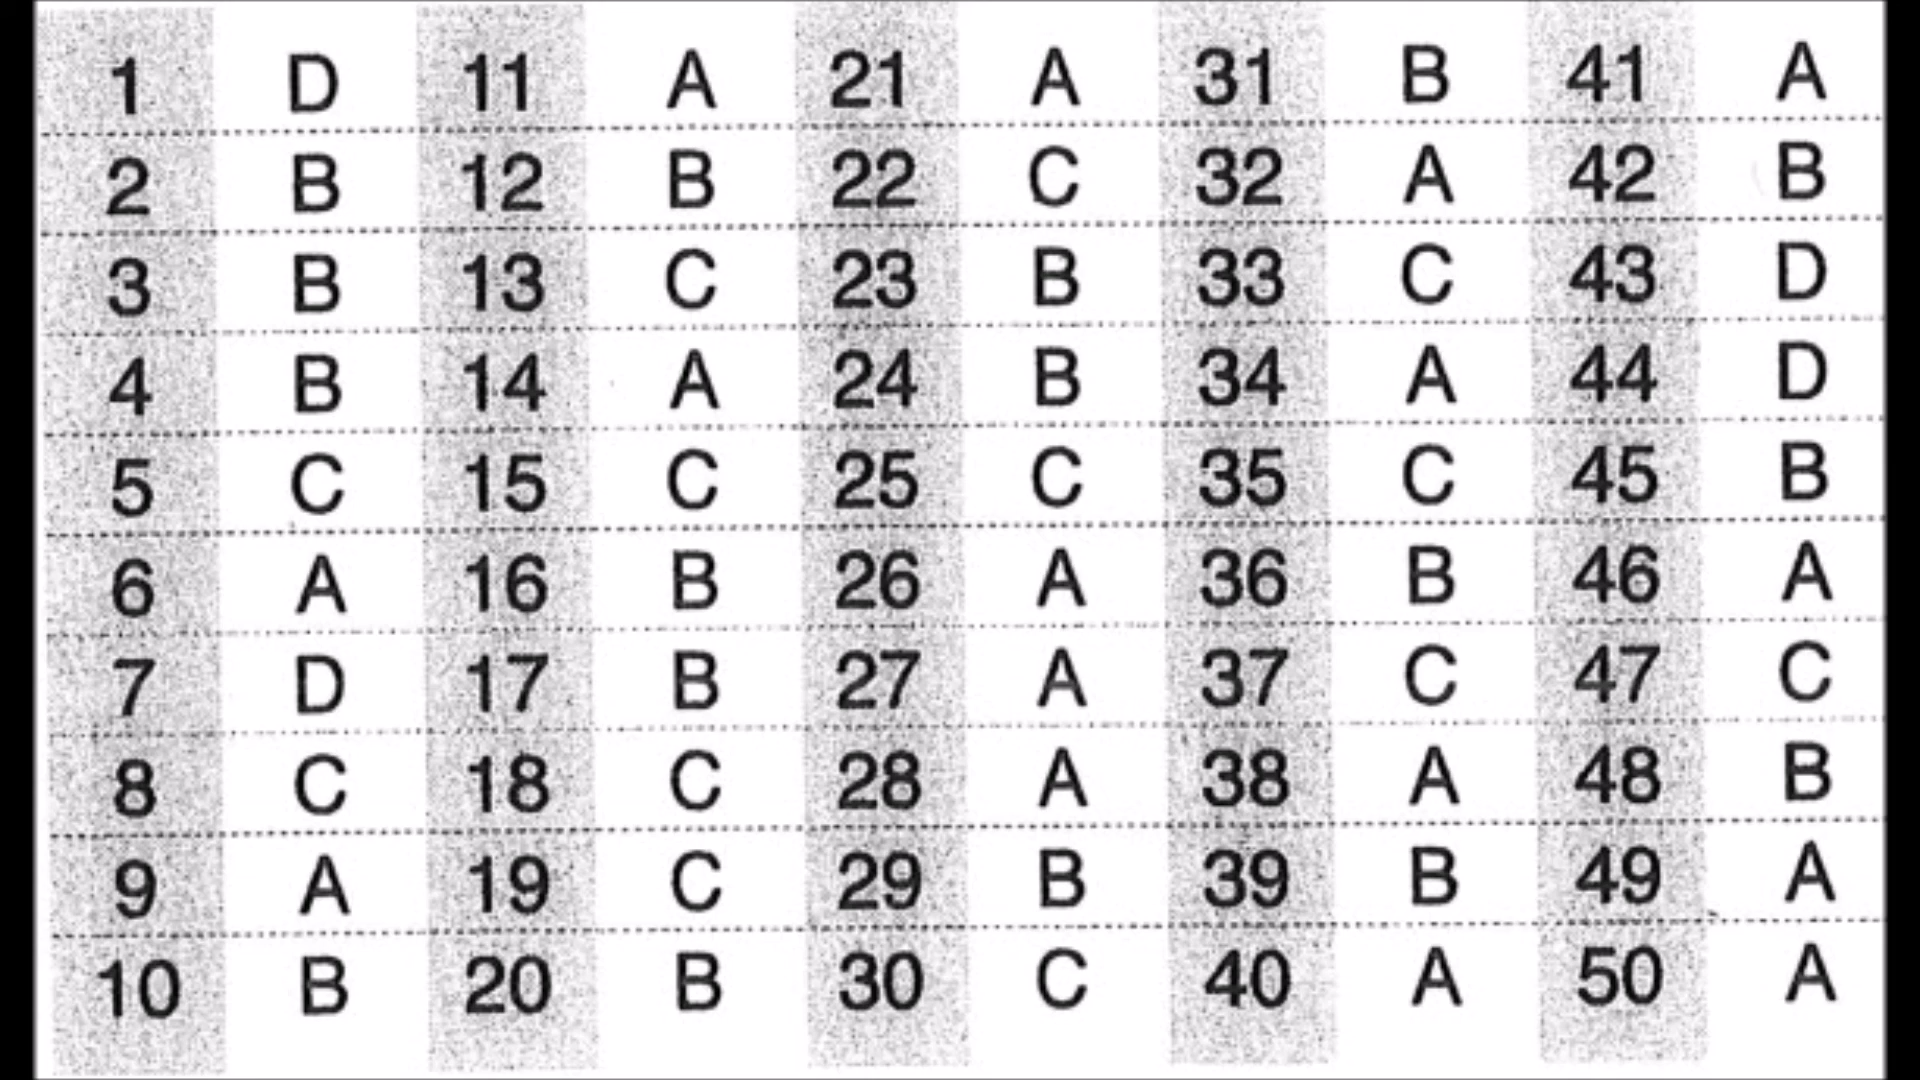 1 D 11 A 21 A 31 B 41 A
2 B 12 B 22 C 32 A 42 B
3 B 13 C 23 B 33 C 43 D
4 B 14 A 24 B 34 A 44 D
5 C 15 C 25 C 35 C 45 B
6 A 16 B 26 A 36 B 46 A
7 D 17 B 27 A 37 C 47 C
8 C 18 C 28 A 38 A 48 B
9 A 19 C 29 B 39 B 49 A
10 B 20 B 30 C 40 A 50 A